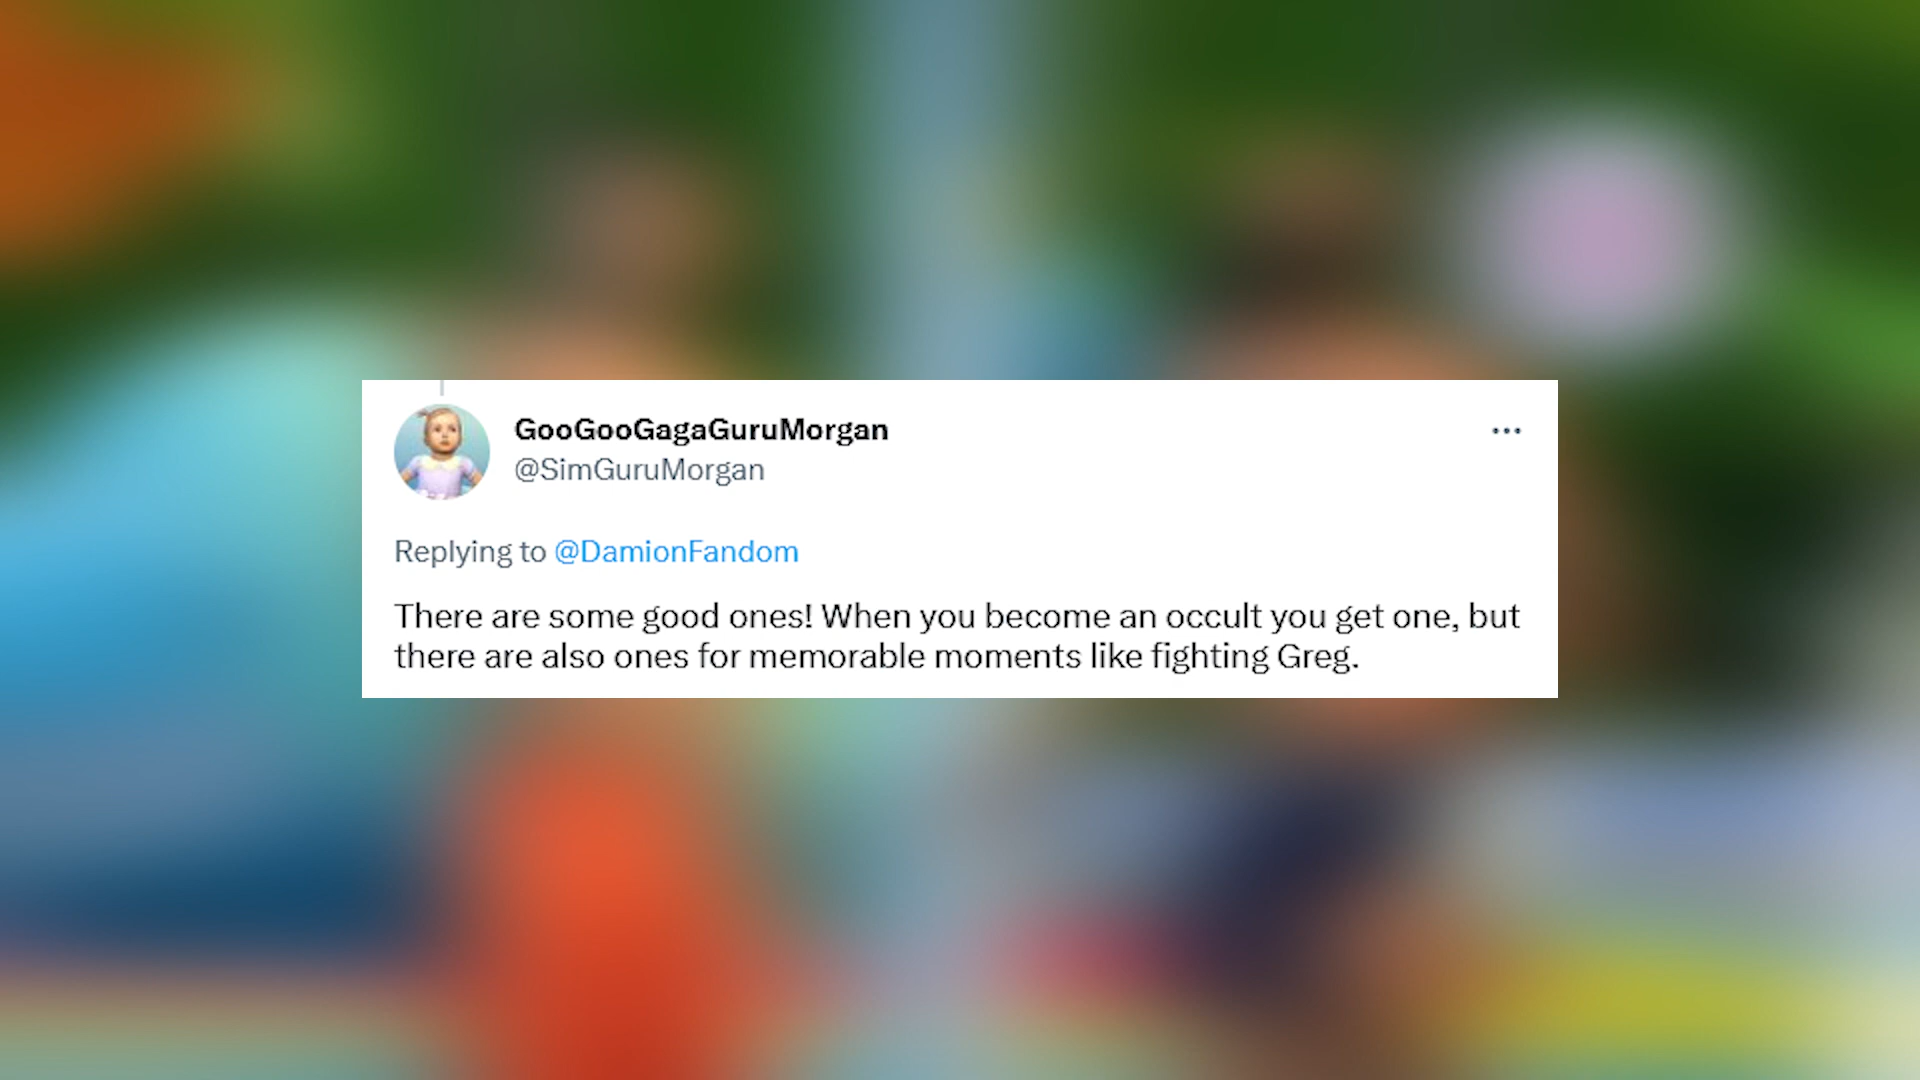 GooGooGagaGuruMorgan
@SimGuruMorgan
Replying to @DamionFandom
There are some good ones! When you become an occult you get one, but
there are also ones for memorable moments like fighting Greg.